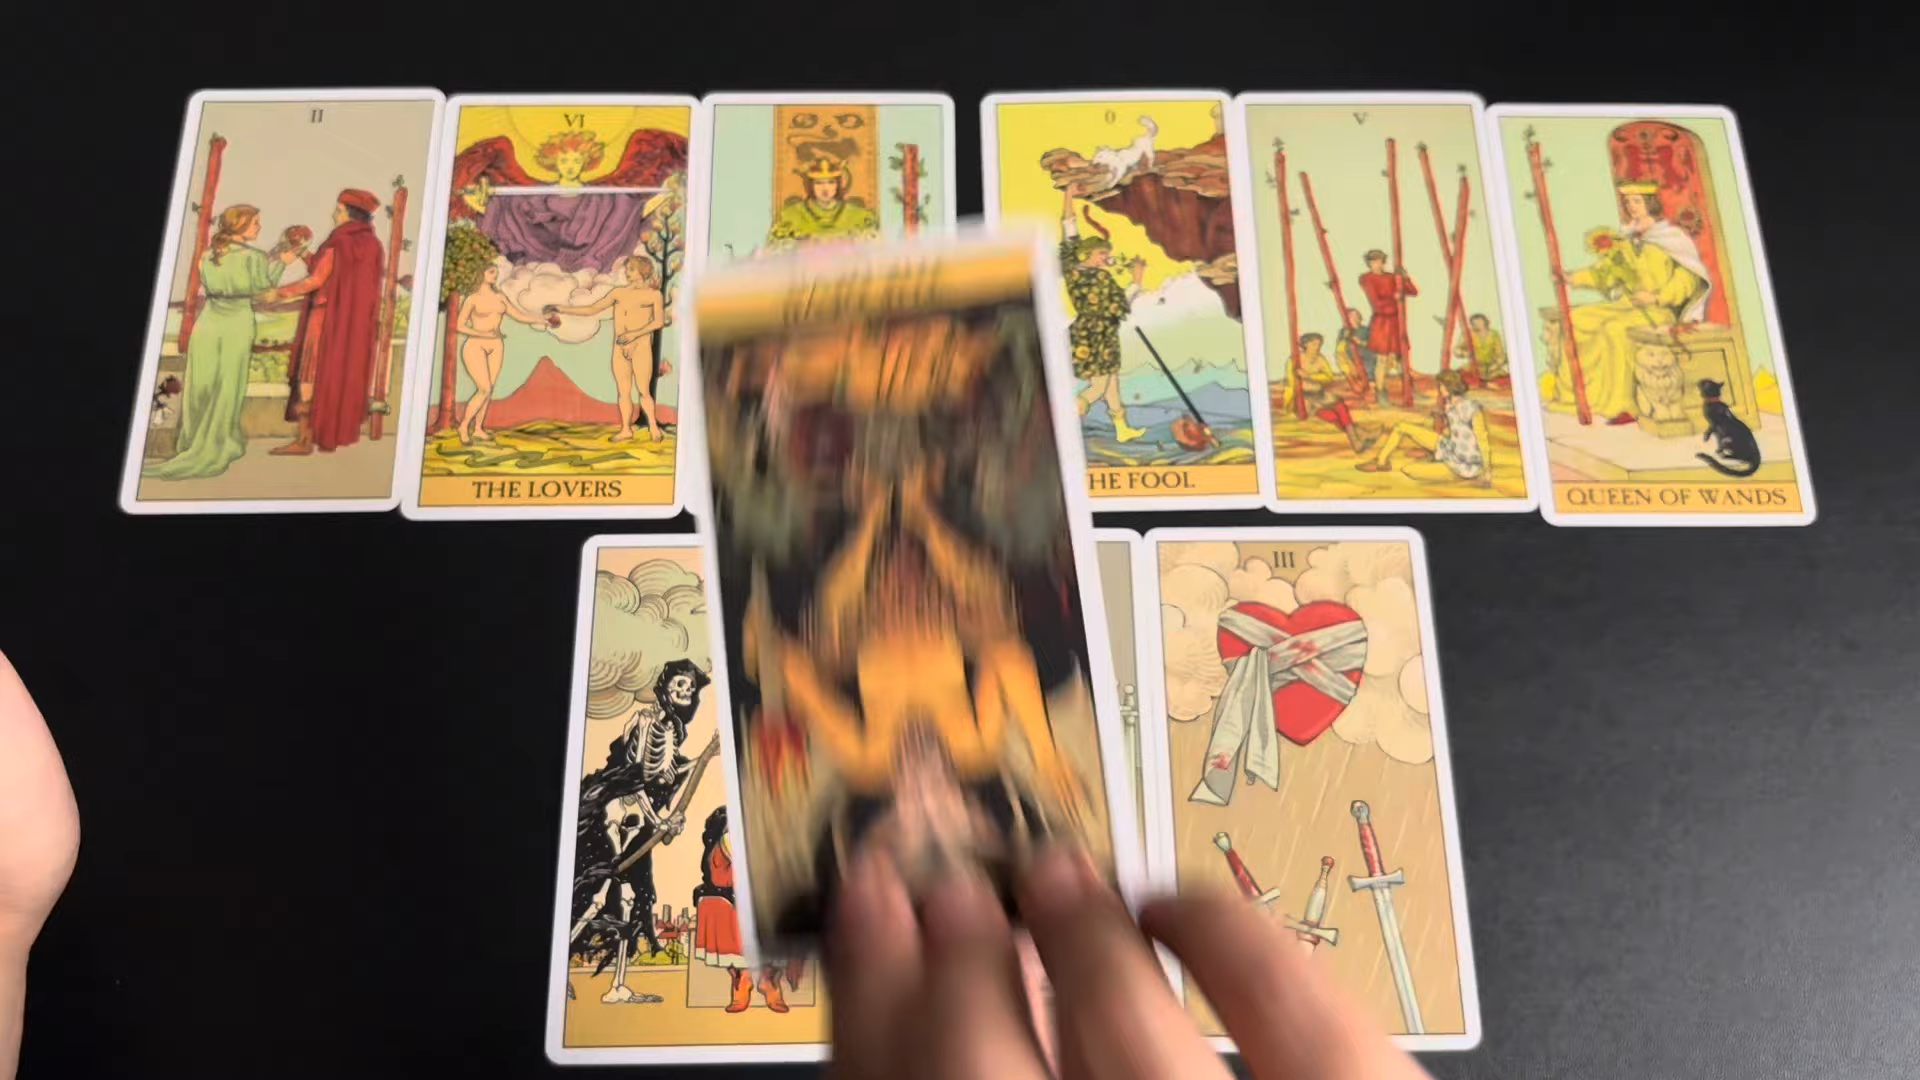 II
VI
THE LOVERS
0
HE FOOL
V
QUEEN OF WANDS
III